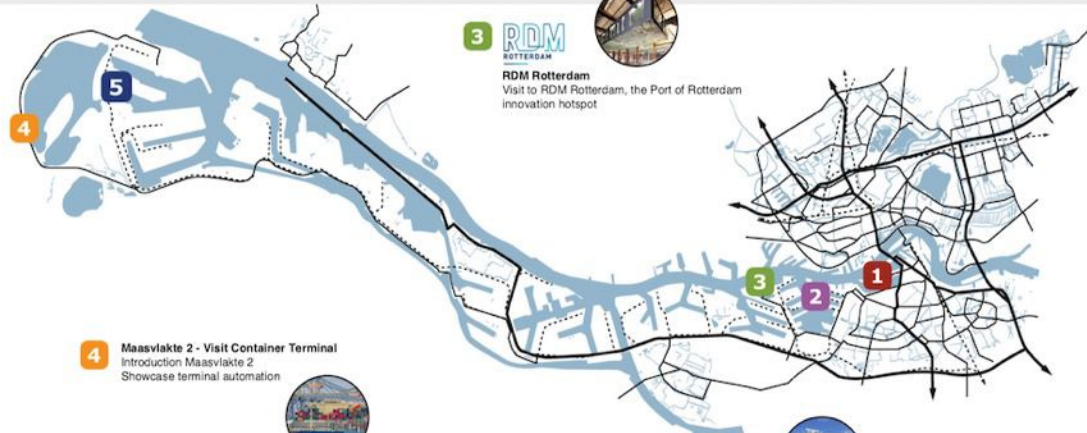 3
RDM
ROTTERDAM
RDM Rotterdam
Visit to RDM Rotterdam, the Port of Rotterdam
innovation hotspot
5
4
3
2
1
4
Maasvlakte 2 - Visit Container Terminal
Introduction Maasvlakte 2
Showcase terminal automation